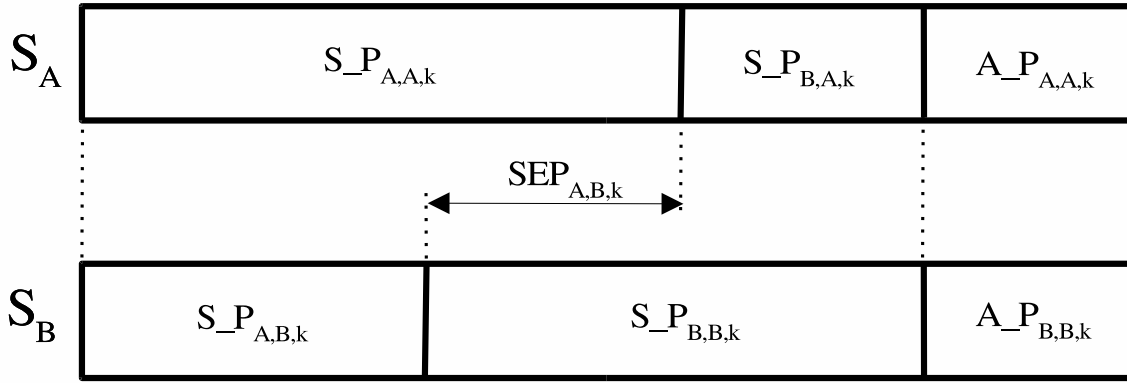 S_A S_P_A,A,k S_P_B,A,k A_P_A,A,k
SEP_A,B,k
S_B S_P_A,B,k S_P_B,B,k A_P_B,B,k